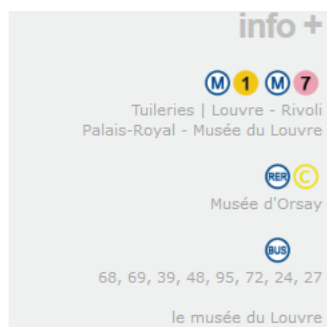 info +
M 1 M 7
Tuileries | Louvre - Rivoli
Palais-Royal - Musée du Louvre
RER C
Musée d'Orsay
BUS
68, 69, 39, 48, 95, 72, 24, 27
le musée du Louvre